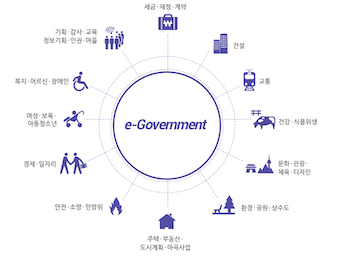 세금·재정·계약
기획·감사·교육
정보기획·인권·마을
건설
복지·어르신·장애인
교통
여성·보육·
아동청소년
e-Government
건강·식품위생
경제·일자리
문화·관광·
체육·디자인
안전·소방·민방위
환경·공원·상수도
주택·부동산·
도시계획·마곡사업